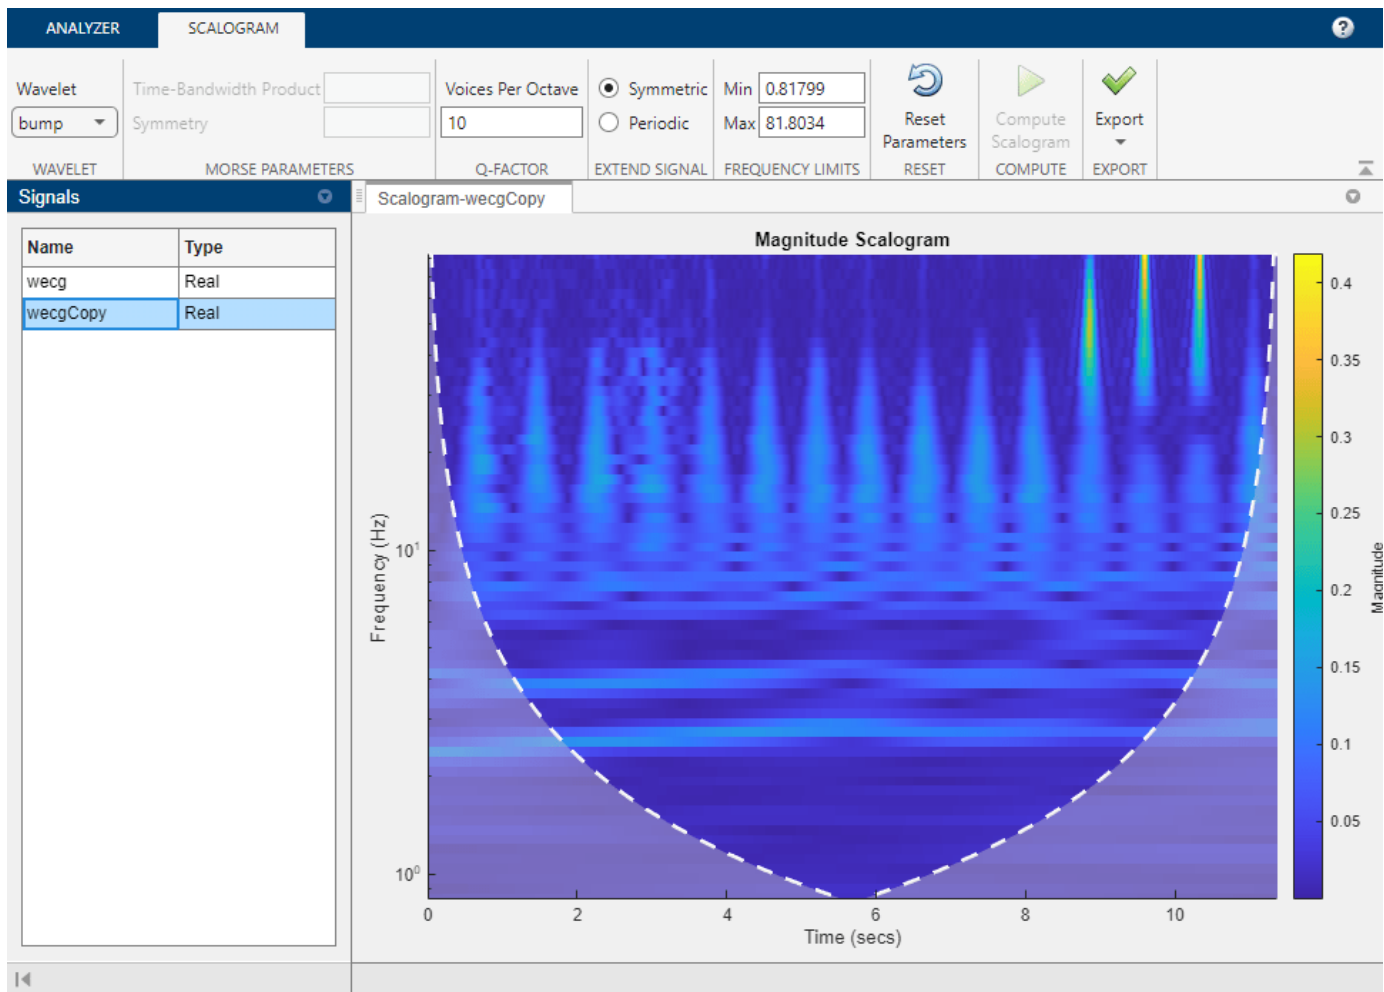 ANALYZER SCALOGRAM ?
Wavelet Time-Bandwidth Product Voices Per Octave Symmetric Min 0.81799
bump Symmetry 10 Periodic Max 81.8034 Reset Parameters Compute Scalogram Export
WAVELET MORSE PARAMETERS Q-FACTOR EXTEND SIGNAL FREQUENCY LIMITS RESET COMPUTE EXPORT
Signals
Name Type
wecg Real
wecgCopy Real
Scalogram-wecgCopy
Magnitude Scalogram
Frequency (Hz)
10¹
10⁰
0 2 4 6 8 10
Time (secs)
0.4
0.35
0.3
0.25
0.2
0.15
0.1
0.05
Magnitude